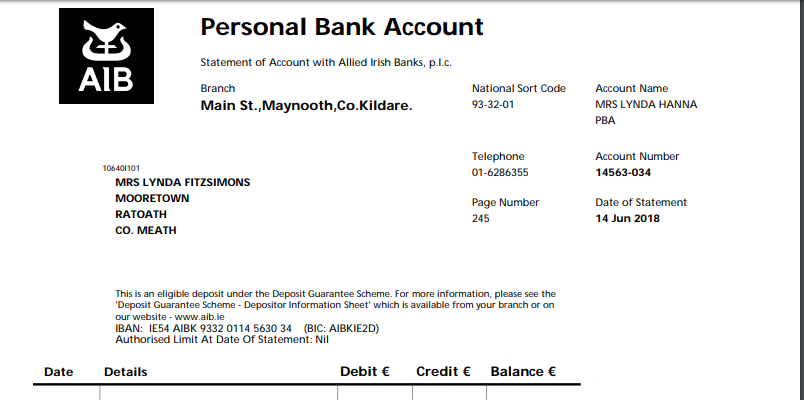 AIB
Personal Bank Account
Statement of Account with Allied Irish Banks, p.l.c.
Branch
Main St.,Maynooth,Co.Kildare.
National Sort Code
93-32-01
Account Name
MRS LYNDA HANNA
PBA
Telephone
01-6286355
Account Number
14563-034
Page Number
245
Date of Statement
14 Jun 2018
10640I101
MRS LYNDA FITZSIMONS
MOORETOWN
RATOATH
CO. MEATH
This is an eligible deposit under the Deposit Guarantee Scheme. For more information, please see the
'Deposit Guarantee Scheme - Depositor Information Sheet' which is available from your branch or on
our website - www.aib.ie
IBAN: IE54 AIBK 9332 0114 5630 34 (BIC: AIBKIE2D)
Authorised Limit At Date Of Statement: Nil
Date Details Debit € Credit € Balance €